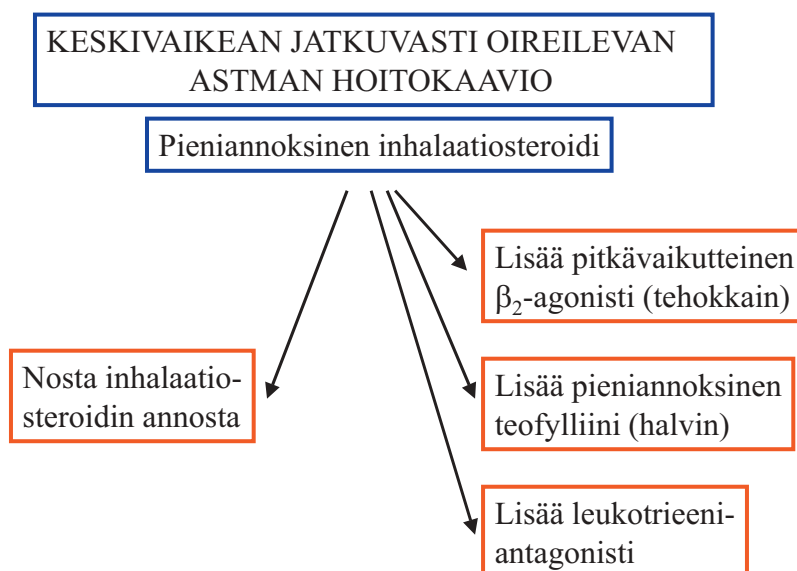 KESKIVAIKEAN JATKUVASTI OIREILEVAN
ASTMAN HOITOKAAVIO
Pieniannoksinen inhalaatiosteroidi
Nosta inhalaatio-
steroidin annosta
Lisää pitkävaikutteinen
β₂-agonisti (tehokkain)
Lisää pieniannoksinen
teofylliini (halvin)
Lisää leukotrieeni-
antagonisti